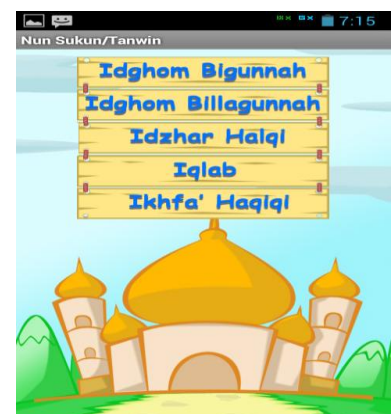 7:15
Nun Sukun/Tanwin
Idghom Bigunnah
Idghom Billagunnah
Idzhar Halqi
Iqlab
Ikhfa' Haqiqi